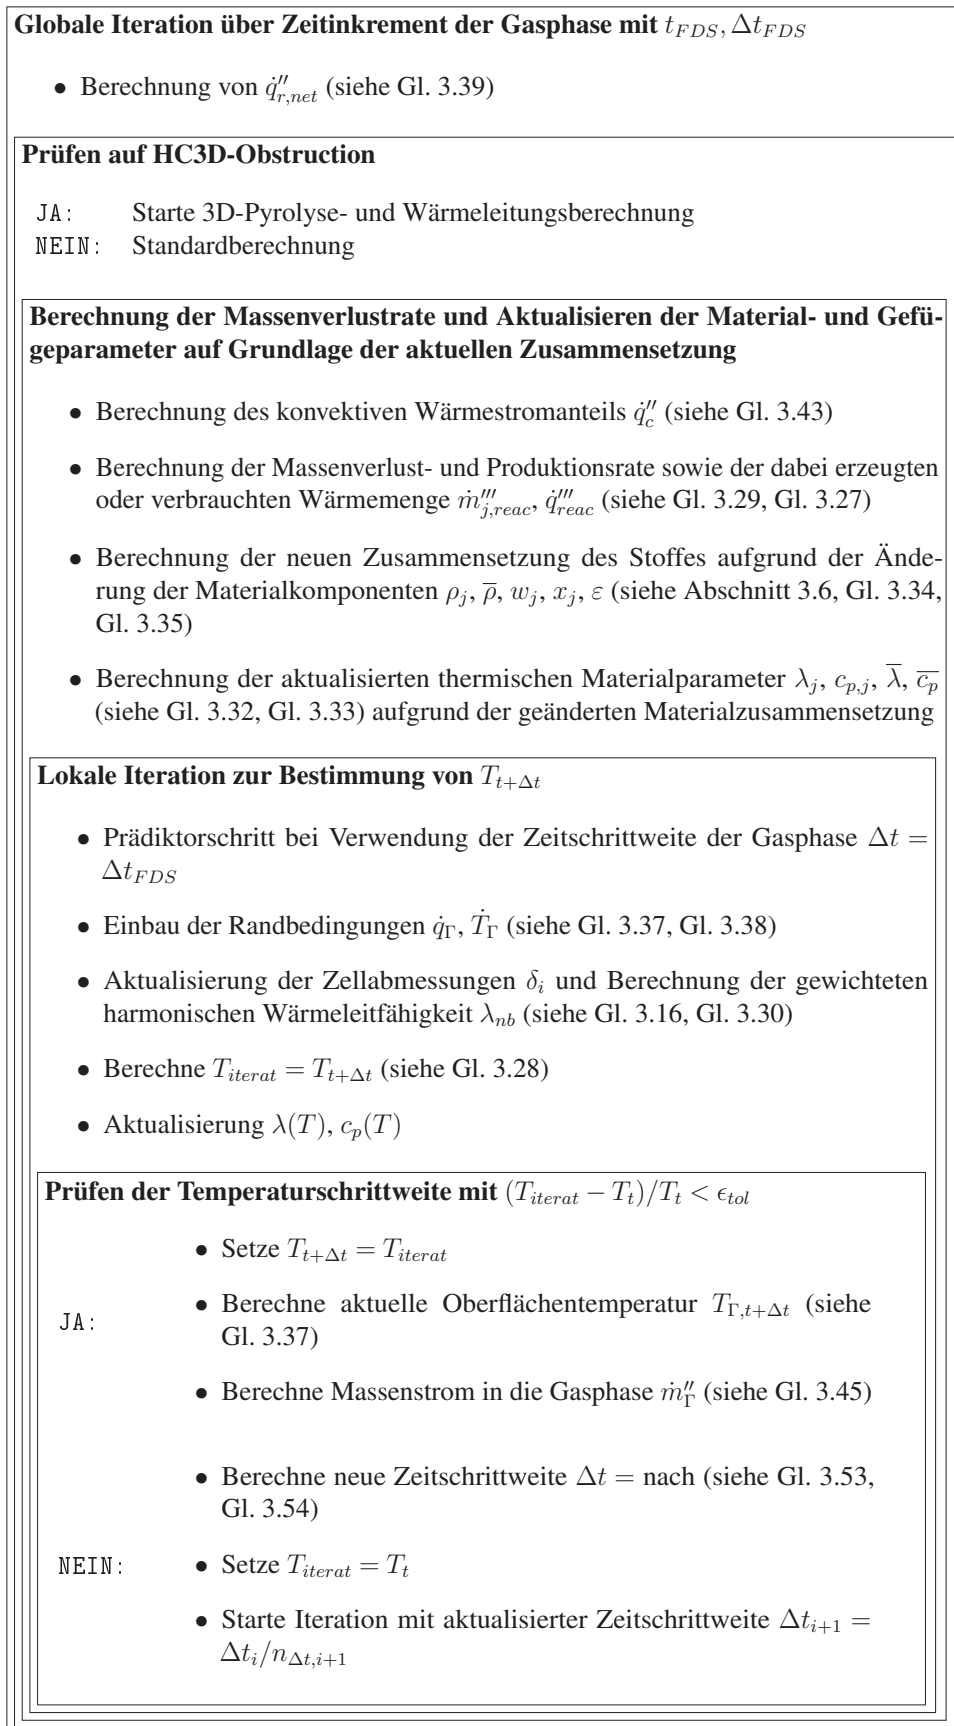 Globale Iteration über Zeitinkrement der Gasphase mit $t_{FDS}, \Delta t_{FDS}$
• Berechnung von $\dot{q}''_{r,net}$ (siehe Gl. 3.39)
Prüfen auf HC3D-Obstruction
JA: Starte 3D-Pyrolyse- und Wärmeleitungsberechnung
NEIN: Standardberechnung
Berechnung der Massenverlustrate und Aktualisieren der Material- und Gefü-
geparameter auf Grundlage der aktuellen Zusammensetzung
• Berechnung des konvektiven Wärmestromanteils $\dot{q}''_c$ (siehe Gl. 3.43)
• Berechnung der Massenverlust- und Produktionsrate sowie der dabei erzeugten
oder verbrauchten Wärmemenge $\dot{m}'''_{j,reac}$, $\dot{q}'''_{reac}$ (siehe Gl. 3.29, Gl. 3.27)
• Berechnung der neuen Zusammensetzung des Stoffes aufgrund der Ände-
rung der Materialkomponenten $\rho_j$, $\overline{\rho}$, $w_j$, $x_j$, $\varepsilon$ (siehe Abschnitt 3.6, Gl. 3.34,
Gl. 3.35)
• Berechnung der aktualisierten thermischen Materialparameter $\lambda_j$, $c_{p,j}$, $\overline{\lambda}$, $\overline{c_p}$
(siehe Gl. 3.32, Gl. 3.33) aufgrund der geänderten Materialzusammensetzung
Lokale Iteration zur Bestimmung von $T_{t+\Delta t}$
• Prädiktorschritt bei Verwendung der Zeitschrittweite der Gasphase $\Delta t =$
$\Delta t_{FDS}$
• Einbau der Randbedingungen $\dot{q}_\Gamma$, $\dot{T}_\Gamma$ (siehe Gl. 3.37, Gl. 3.38)
• Aktualisierung der Zellabmessungen $\delta_i$ und Berechnung der gewichteten
harmonischen Wärmeleitfähigkeit $\lambda_{nb}$ (siehe Gl. 3.16, Gl. 3.30)
• Berechne $T_{iterat} = T_{t+\Delta t}$ (siehe Gl. 3.28)
• Aktualisierung $\lambda(T)$, $c_p(T)$
Prüfen der Temperaturschrittweite mit $(T_{iterat} - T_t)/T_t < \epsilon_{tol}$
• Setze $T_{t+\Delta t} = T_{iterat}$
JA: • Berechne aktuelle Oberflächentemperatur $T_{\Gamma,t+\Delta t}$ (siehe
Gl. 3.37)
• Berechne Massenstrom in die Gasphase $\dot{m}''_\Gamma$ (siehe Gl. 3.45)
• Berechne neue Zeitschrittweite $\Delta t =$ nach (siehe Gl. 3.53,
Gl. 3.54)
NEIN: • Setze $T_{iterat} = T_t$
• Starte Iteration mit aktualisierter Zeitschrittweite $\Delta t_{i+1} =$
$\Delta t_i/n_{\Delta t,i+1}$